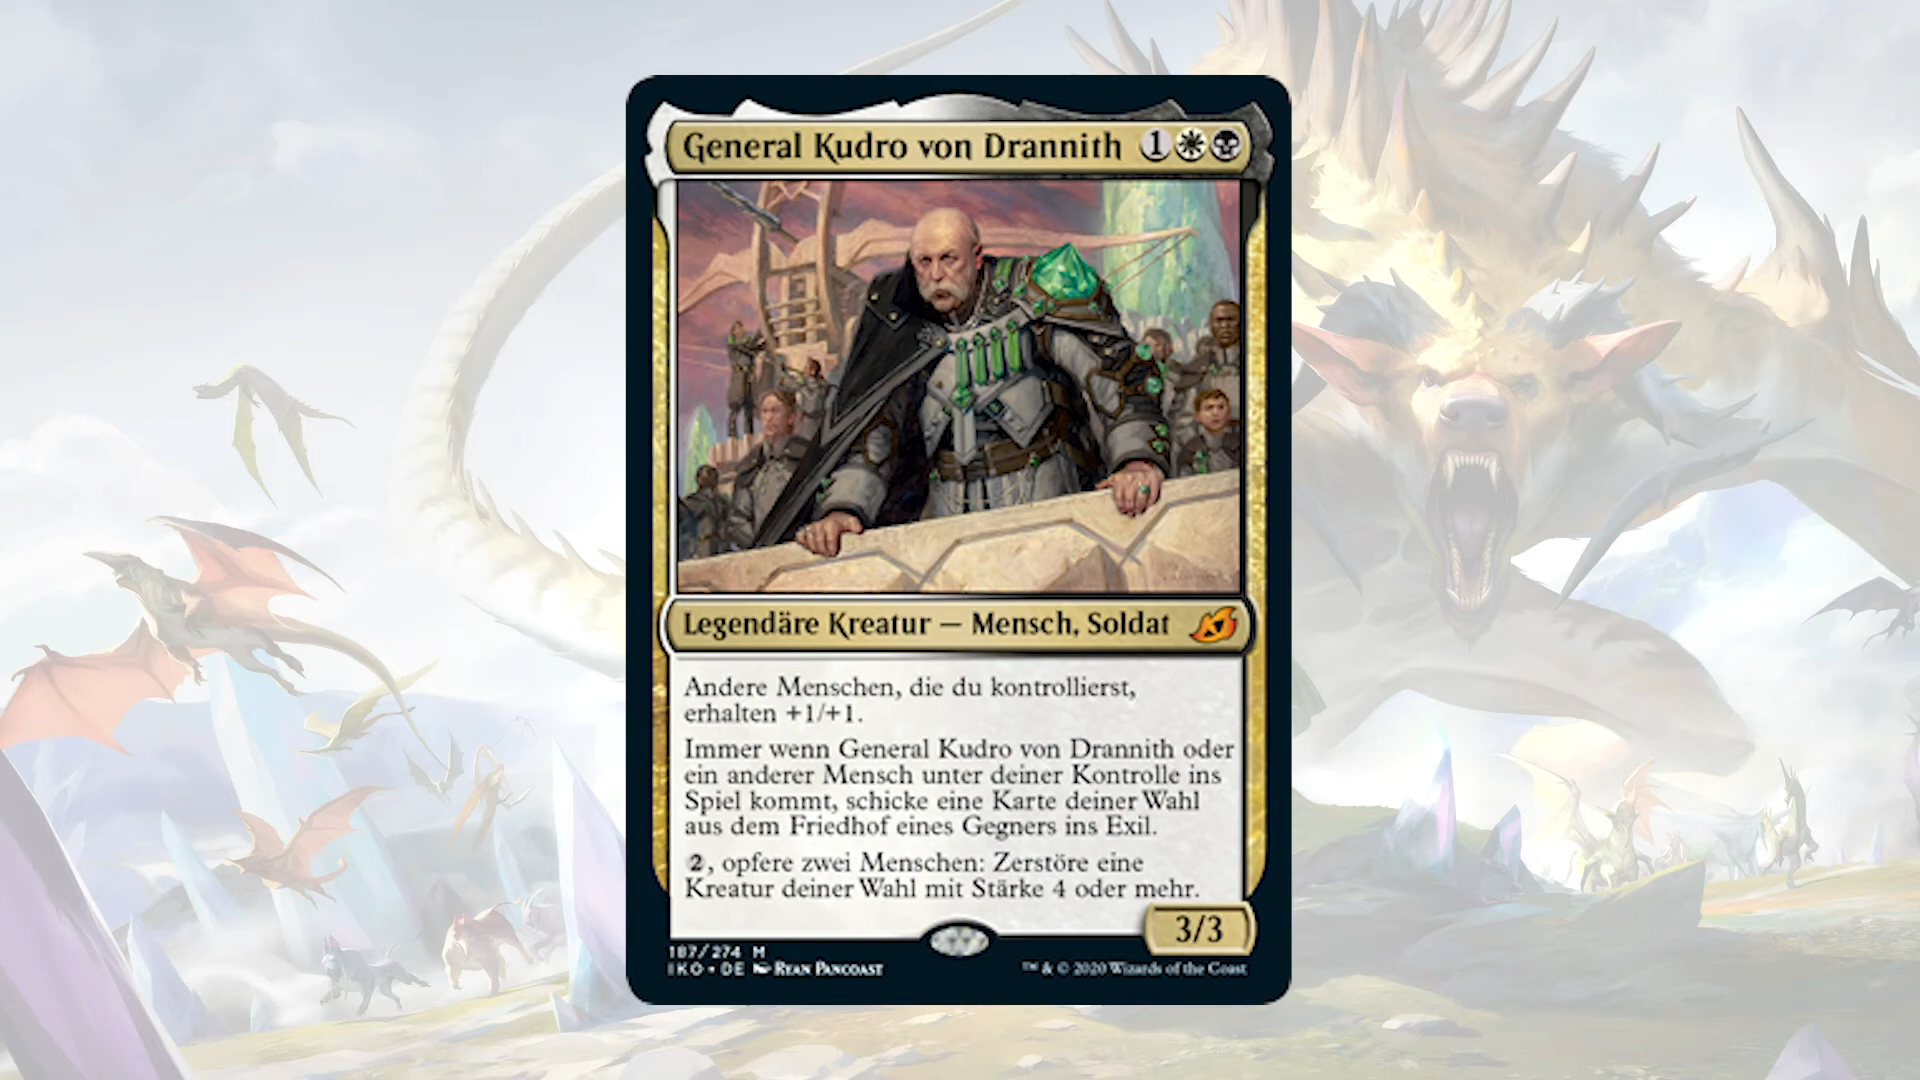 General Kudro von Drannith 1
Legendäre Kreatur — Mensch, Soldat
Andere Menschen, die du kontrollierst,
erhalten +1/+1.
Immer wenn General Kudro von Drannith oder
ein anderer Mensch unter deiner Kontrolle ins
Spiel kommt, schicke eine Karte deiner Wahl
aus dem Friedhof eines Gegners ins Exil.
2, opfere zwei Menschen: Zerstöre eine
Kreatur deiner Wahl mit Stärke 4 oder mehr.
3/3
187/274 M
IKO • DE Ryan Pancoast
™ & © 2020 Wizards of the Coast